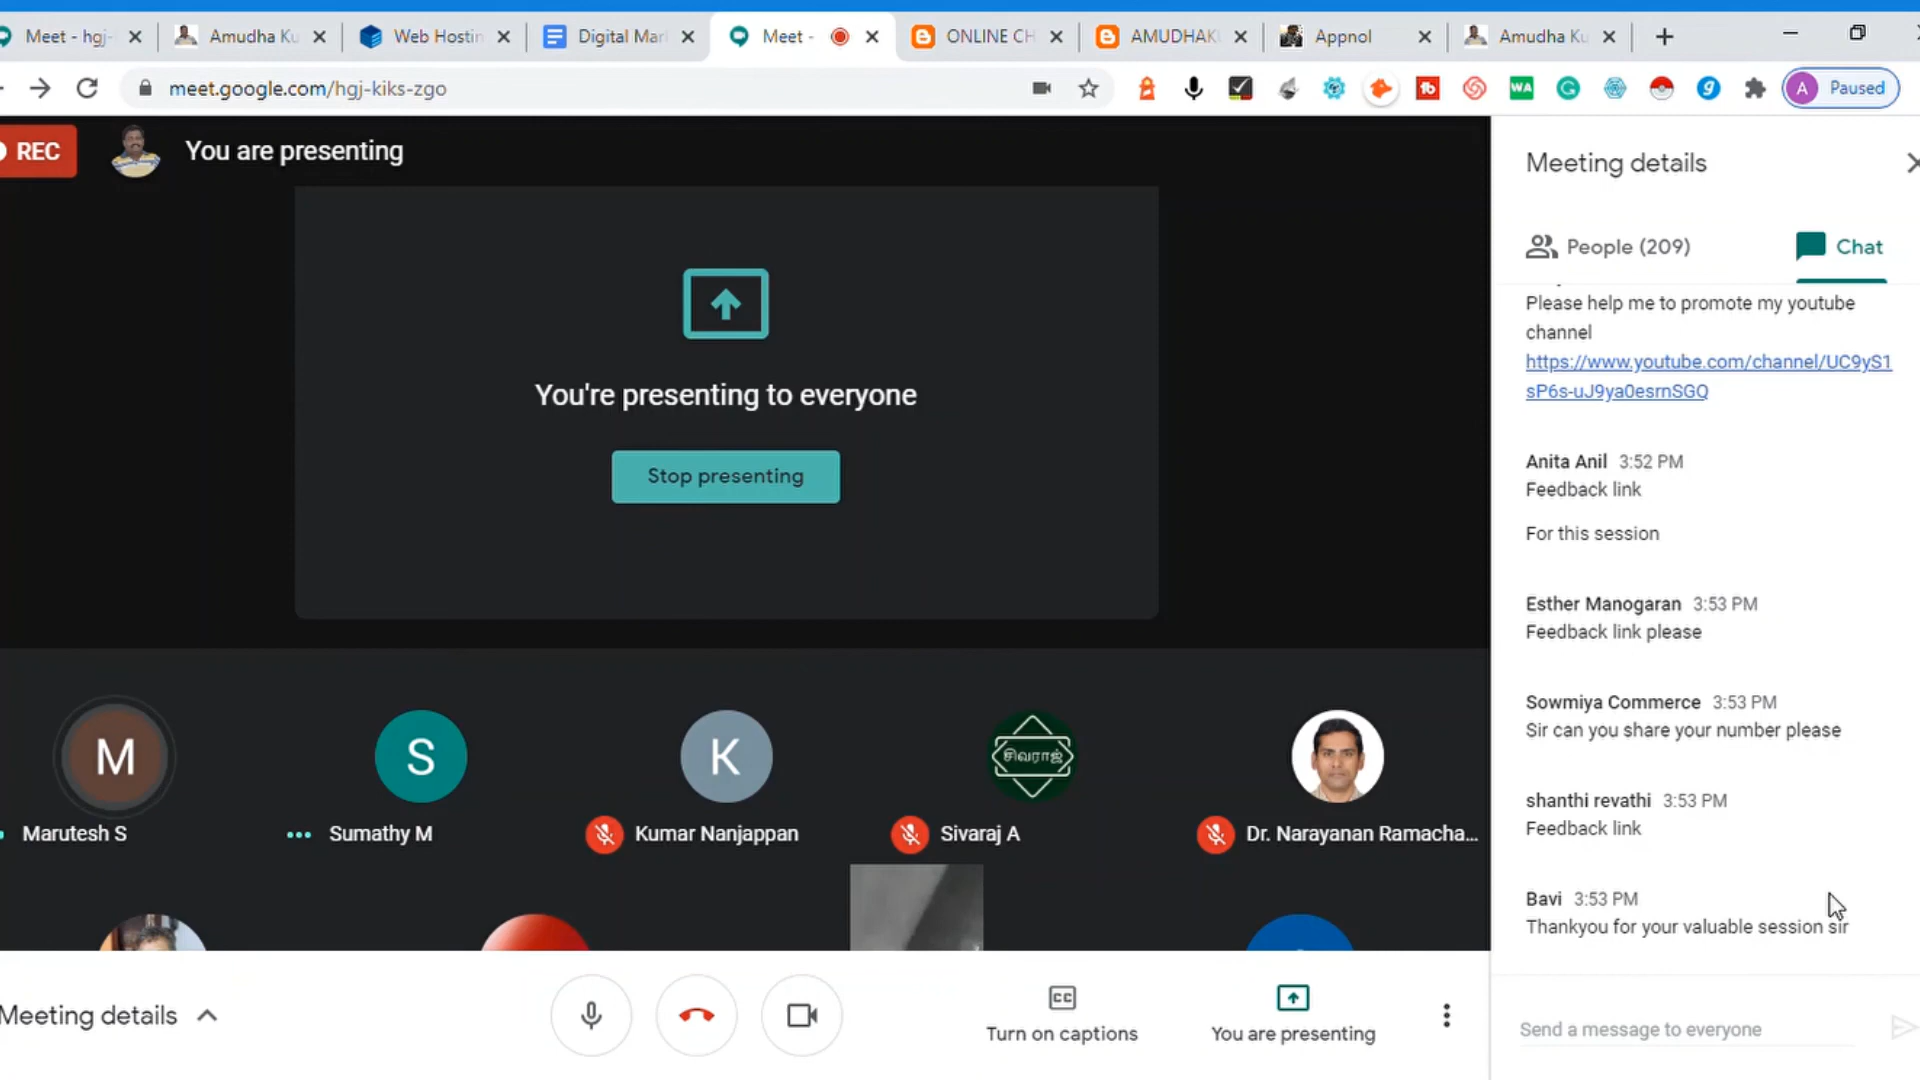 Meet - hgj-
Amudha Ku
Web Hostin
Digital Mar
Meet -
ONLINE CH
AMUDHAK
Appnol
Amudha Ku
meet.google.com/hgj-kiks-zgo
WA
A Paused
REC
You are presenting
You're presenting to everyone
Stop presenting
M
S
K
சிவராஜ்
Marutesh S
Sumathy M
Kumar Nanjappan
Sivaraj A
Dr. Narayanan Ramacha...
Meeting details
CC
Turn on captions
You are presenting
Meeting details
People (209)
Chat
Please help me to promote my youtube
channel
https://www.youtube.com/channel/UC9yS1
sP6s-uJ9ya0esrnSGQ
Anita Anil 3:52 PM
Feedback link
For this session
Esther Manogaran 3:53 PM
Feedback link please
Sowmiya Commerce 3:53 PM
Sir can you share your number please
shanthi revathi 3:53 PM
Feedback link
Bavi 3:53 PM
Thankyou for your valuable session sir
Send a message to everyone